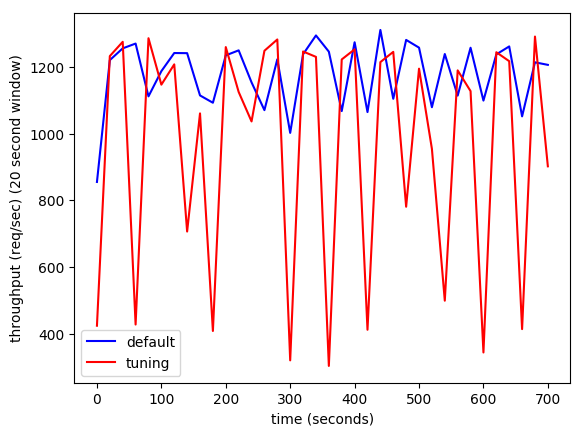 throughput (req/sec) (20 second window)
1200
1000
800
600
400
default
tuning
0 100 200 300 400 500 600 700
time (seconds)